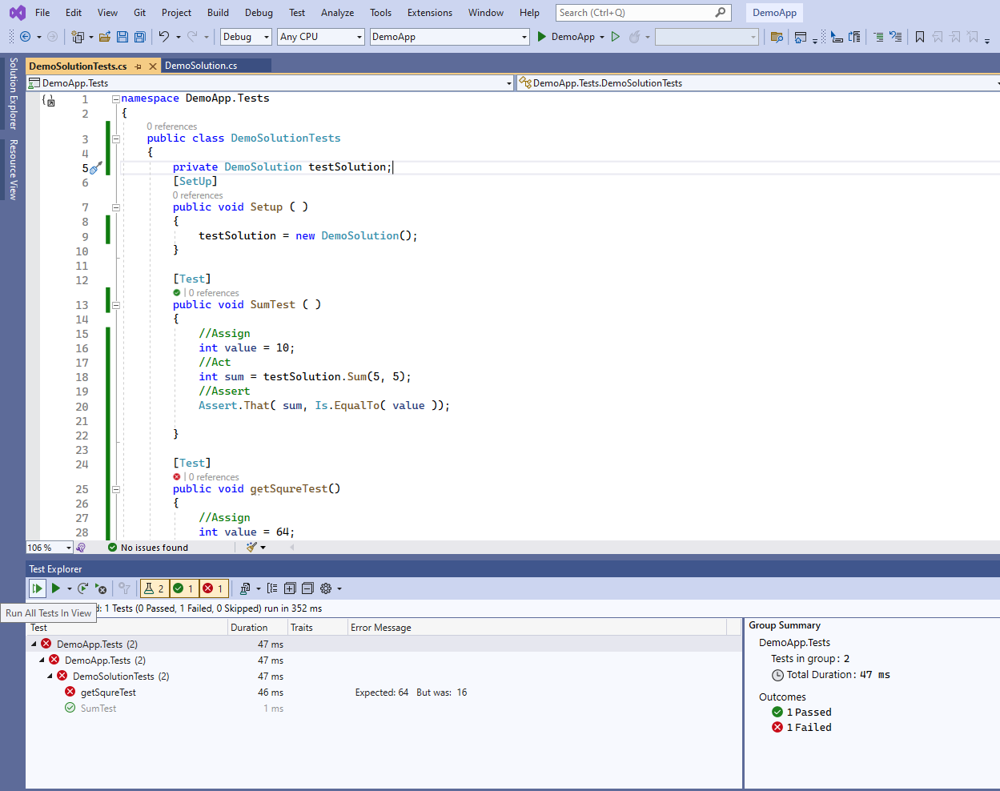 File Edit View Git Project Build Debug Test Analyze Tools Extensions Window Help Search (Ctrl+Q) DemoApp
Debug Any CPU DemoApp DemoApp
Solution Explorer
Resource View
DemoSolutionTests.cs DemoSolution.cs
DemoApp.Tests DemoApp.Tests.DemoSolutionTests
1 namespace DemoApp.Tests
2 {
0 references
3 public class DemoSolutionTests
4 {
5 private DemoSolution testSolution;
6 [SetUp]
0 references
7 public void Setup ( )
8 {
9 testSolution = new DemoSolution();
10 }
11
12 [Test]
| 0 references
13 public void SumTest ( )
14 {
15 //Assign
16 int value = 10;
17 //Act
18 int sum = testSolution.Sum(5, 5);
19 //Assert
20 Assert.That( sum, Is.EqualTo( value ));
21
22 }
23
24 [Test]
| 0 references
25 public void getSqureTest()
26 {
27 //Assign
28 int value = 64;
106 % No issues found
Test Explorer
2 1 1
Run All Tests In View d: 1 Tests (0 Passed, 1 Failed, 0 Skipped) run in 352 ms
Test Duration Traits Error Message
DemoApp.Tests (2) 47 ms
DemoApp.Tests (2) 47 ms
DemoSolutionTests (2) 47 ms
getSqureTest 46 ms Expected: 64 But was: 16
SumTest 1 ms
Group Summary
DemoApp.Tests
Tests in group: 2
Total Duration: 47 ms
Outcomes
1 Passed
1 Failed